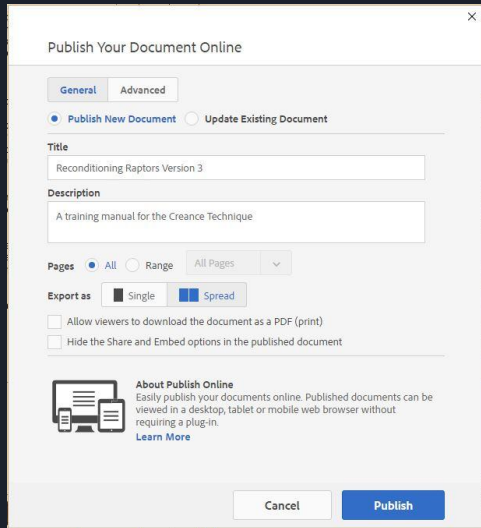 Publish Your Document Online
General Advanced
Publish New Document Update Existing Document
Title
Reconditioning Raptors Version 3
Description
A training manual for the Creance Technique
Pages All Range All Pages
Export as Single Spread
Allow viewers to download the document as a PDF (print)
Hide the Share and Embed options in the published document
About Publish Online
Easily publish your documents online. Published documents can be
viewed in a desktop, tablet or mobile web browser without
requiring a plug-in.
Learn More
Cancel Publish